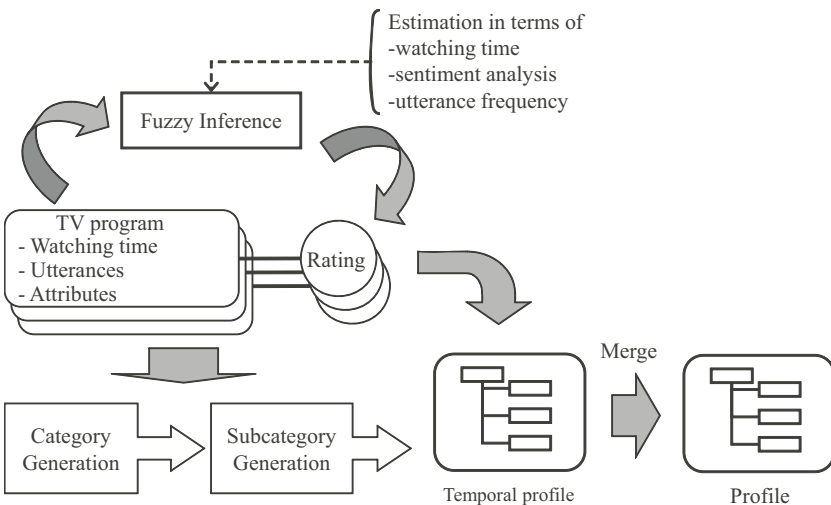 Estimation in terms of
-watching time
-sentiment analysis
-utterance frequency
Fuzzy Inference
TV program
- Watching time
- Utterances
- Attributes
Rating
Merge
Category
Generation
Subcategory
Generation
Temporal profile
Profile